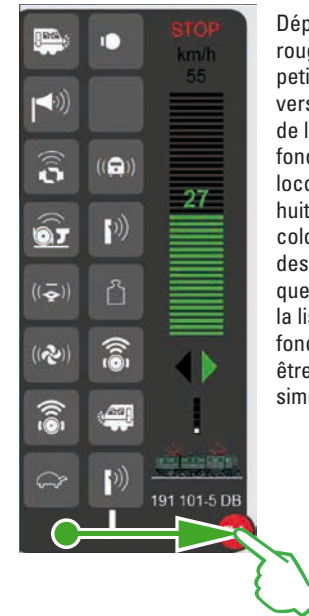 STOP
km/h
55
27
191 101-5 DB
Dép
roug
petit
vers
de l
fonc
loco
huit
colo
des
que
la lis
fonc
être
simu